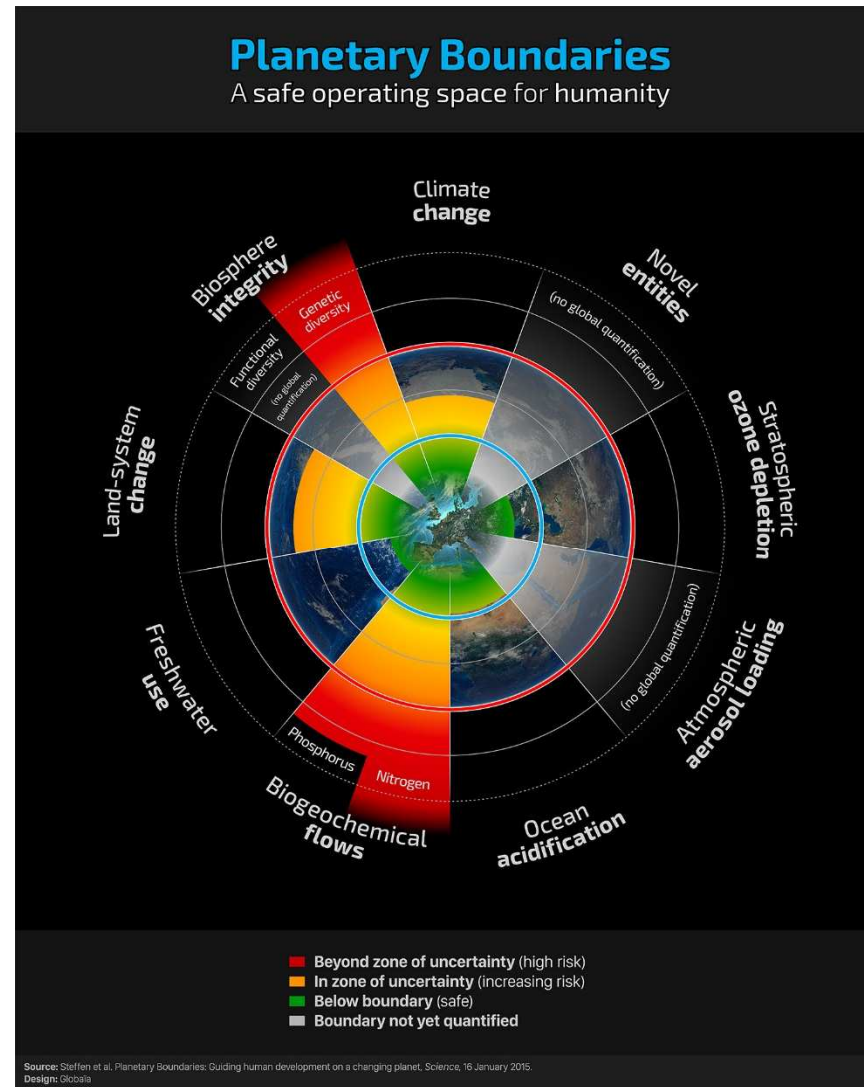 Planetary Boundaries
A safe operating space for humanity
Climate
change
Novel
entities
(no global quantification)
Stratospheric
ozone depletion
Atmospheric
aerosol loading
(no global quantification)
Ocean
acidification
Biogeochemical
flows
Phosphorus
Nitrogen
Freshwater
use
Land-system
change
Biosphere
integrity
Functional
diversity
(no global
quantification)
Genetic
diversity
Beyond zone of uncertainty (high risk)
In zone of uncertainty (increasing risk)
Below boundary (safe)
Boundary not yet quantified
Source: Steffen et al. Planetary Boundaries: Guiding human development on a changing planet, Science, 16 January 2015.
Design: Globaïa